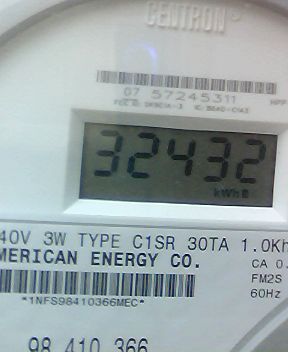 CENTRON
07 57245311
32432
kWh
40V 3W TYPE C1SR 30TA 1.0Kh
MERICAN ENERGY CO.
CA 0.
FM2S
60Hz
*1NFS98410366MEC*
98 410 366